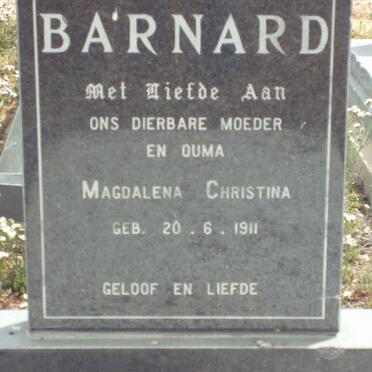 BARNARD
Met Liefde Aan
ONS DIERBARE MOEDER
EN OUMA
MAGDALENA CHRISTINA
GEB. 20.6.1911
GELOOF EN LIEFDE